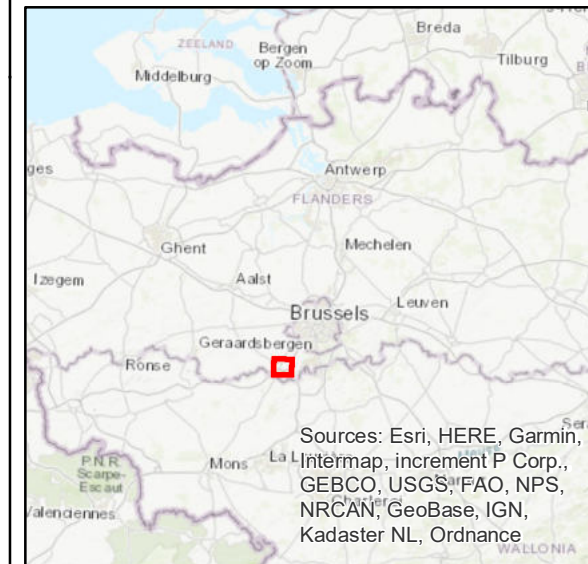 Breda
ZEELAND
Bergen
op Zoom
Tilburg
Middelburg
ges
Antwerp
FLANDERS
Ghent
Mechelen
Izegem
Aalst
Leuven
Brussels
Geraardsbergen
Ronse
Sources: Esri, HERE, Garmin,
Intermap, increment P Corp.,
GEBCO, USGS, FAO, NPS,
NRCAN, GeoBase, IGN,
Kadaster NL, Ordnance
Mons
P.N.R.
Scarpe-
Escaut
Valenciennes
Charleroi
WALLONIA